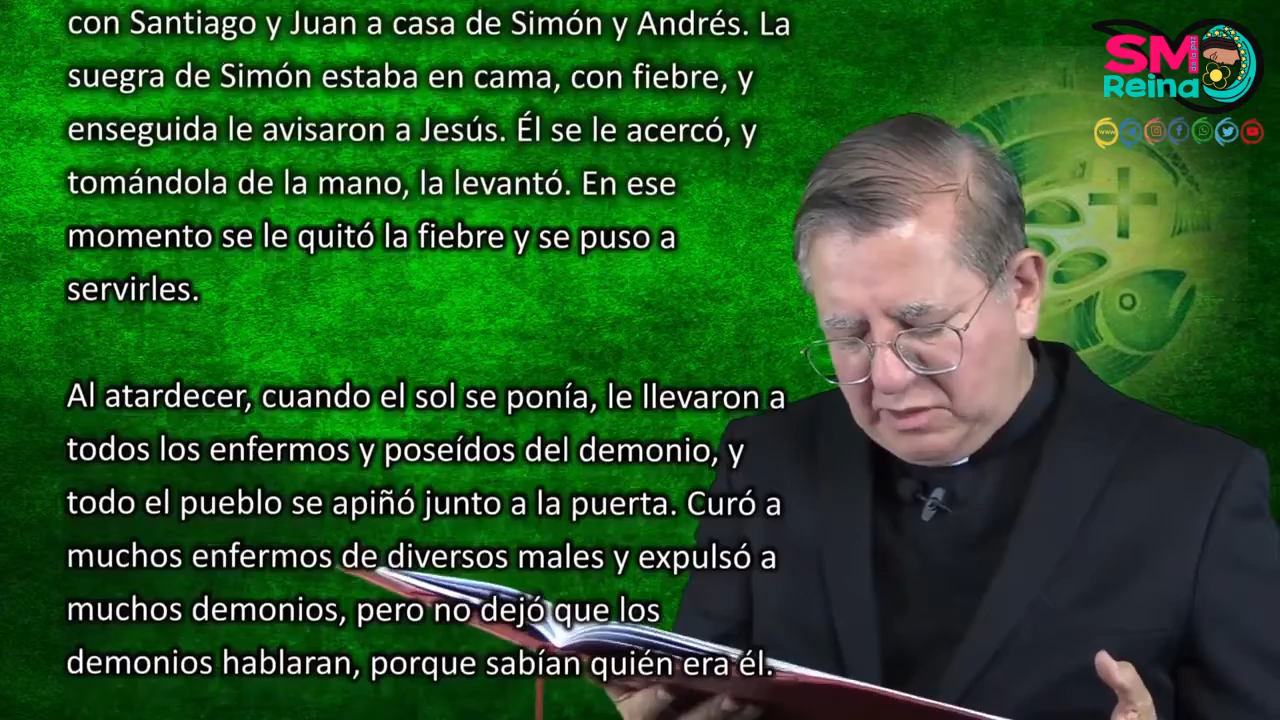 con Santiago y Juan a casa de Simón y Andrés. La
suegra de Simón estaba en cama, con fiebre, y
enseguida le avisaron a Jesús. Él se le acercó, y
tomándola de la mano, la levantó. En ese
momento se le quitó la fiebre y se puso a
servirles.
Al atardecer, cuando el sol se ponía, le llevaron a
todos los enfermos y poseídos del demonio, y
todo el pueblo se apiñó junto a la puerta. Curó a
muchos enfermos de diversos males y expulsó a
muchos demonios, pero no dejó que los
demonios hablaran, porque sabían quién era él.
SM
de la paz
Reina
www